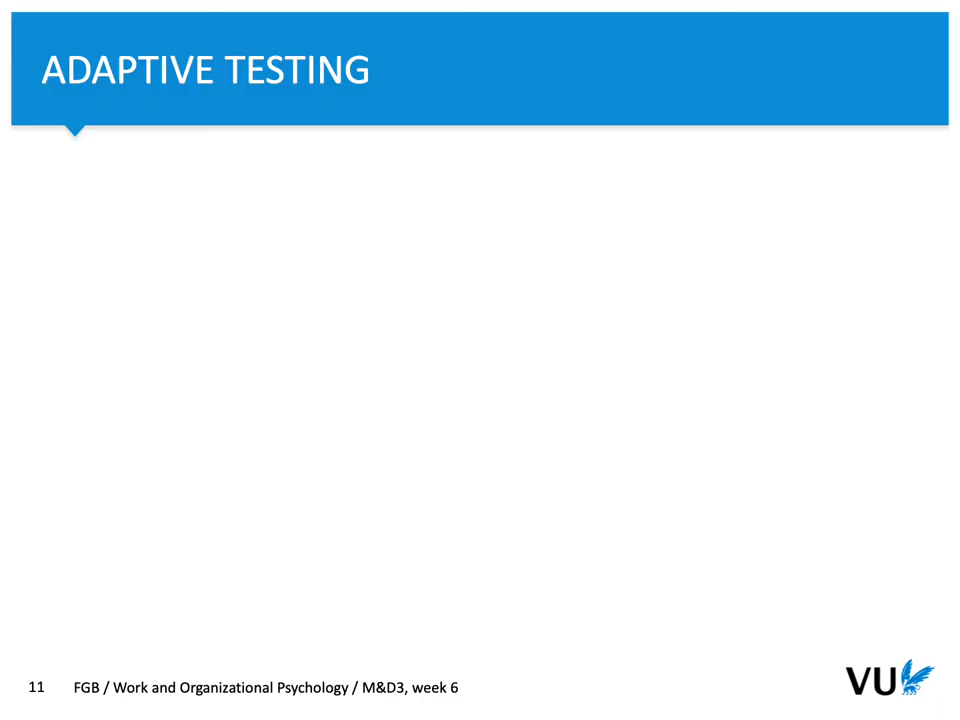 ADAPTIVE TESTING
11 FGB / Work and Organizational Psychology / M&D3, week 6
VU